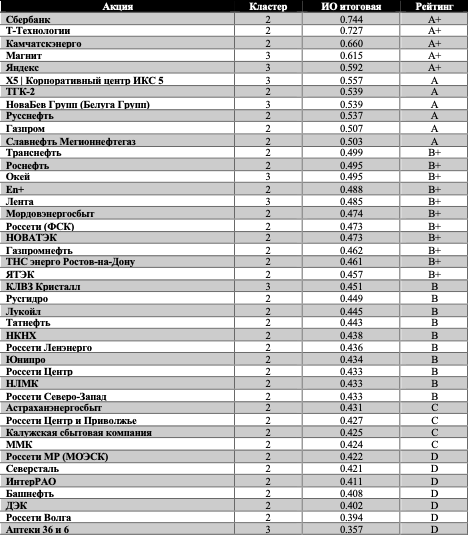 Акция Кластер ИО итоговая Рейтинг
Сбербанк 2 0.744 A+
Т-Технологии 2 0.727 A+
Камчатскэнерго 2 0.660 A+
Магнит 3 0.615 A+
Яндекс 3 0.592 A+
X5 | Корпоративный центр ИКС 5 3 0.557 A
ТГК-2 2 0.539 A
НоваБев Групп (Белуга Групп) 3 0.539 A
Русснефть 2 0.537 A
Газпром 2 0.507 A
Славнефть Мегионнефтегаз 2 0.503 A
Транснефть 2 0.499 B+
Роснефть 2 0.495 B+
Окей 3 0.495 B+
En+ 2 0.488 B+
Лента 3 0.485 B+
Мордовэнергосбыт 2 0.474 B+
Россети (ФСК) 2 0.473 B+
НОВАТЭК 2 0.473 B+
Газпромнефть 2 0.462 B+
ТНС энерго Ростов-на-Дону 2 0.461 B+
ЯТЭК 2 0.457 B+
КЛВЗ Кристалл 3 0.451 B
Русгидро 2 0.449 B
Лукойл 2 0.445 B
Татнефть 2 0.443 B
НКНХ 2 0.438 B
Россети Ленэнерго 2 0.436 B
Юнипро 2 0.434 B
Россети Центр 2 0.433 B
НЛМК 2 0.433 B
Россети Северо-Запад 2 0.433 B
Астраханэнергосбыт 2 0.431 C
Россети Центр и Приволжье 2 0.427 C
Калужская сбытовая компания 2 0.425 C
ММК 2 0.424 C
Россети МР (МОЭСК) 2 0.422 D
Северсталь 2 0.421 D
ИнтерРАО 2 0.411 D
Башнефть 2 0.408 D
ДЭК 2 0.402 D
Россети Волга 2 0.394 D
Аптеки 36 и 6 3 0.357 D